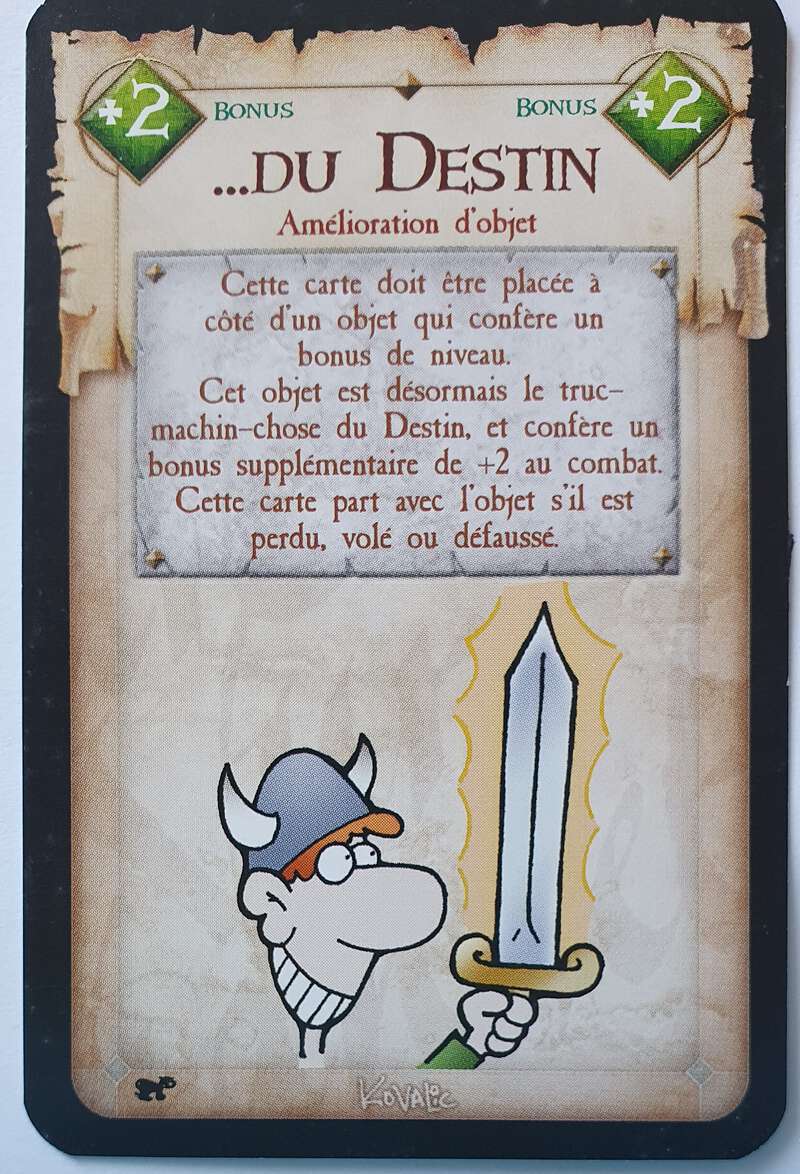 +2 BONUS BONUS +2
...DU DESTIN
Amélioration d'objet
Cette carte doit être placée à
côté d'un objet qui confère un
bonus de niveau.
Cet objet est désormais le truc-
machin-chose du Destin, et confère un
bonus supplémentaire de +2 au combat.
Cette carte part avec l'objet s'il est
perdu, volé ou défaussé.
KOVALIC